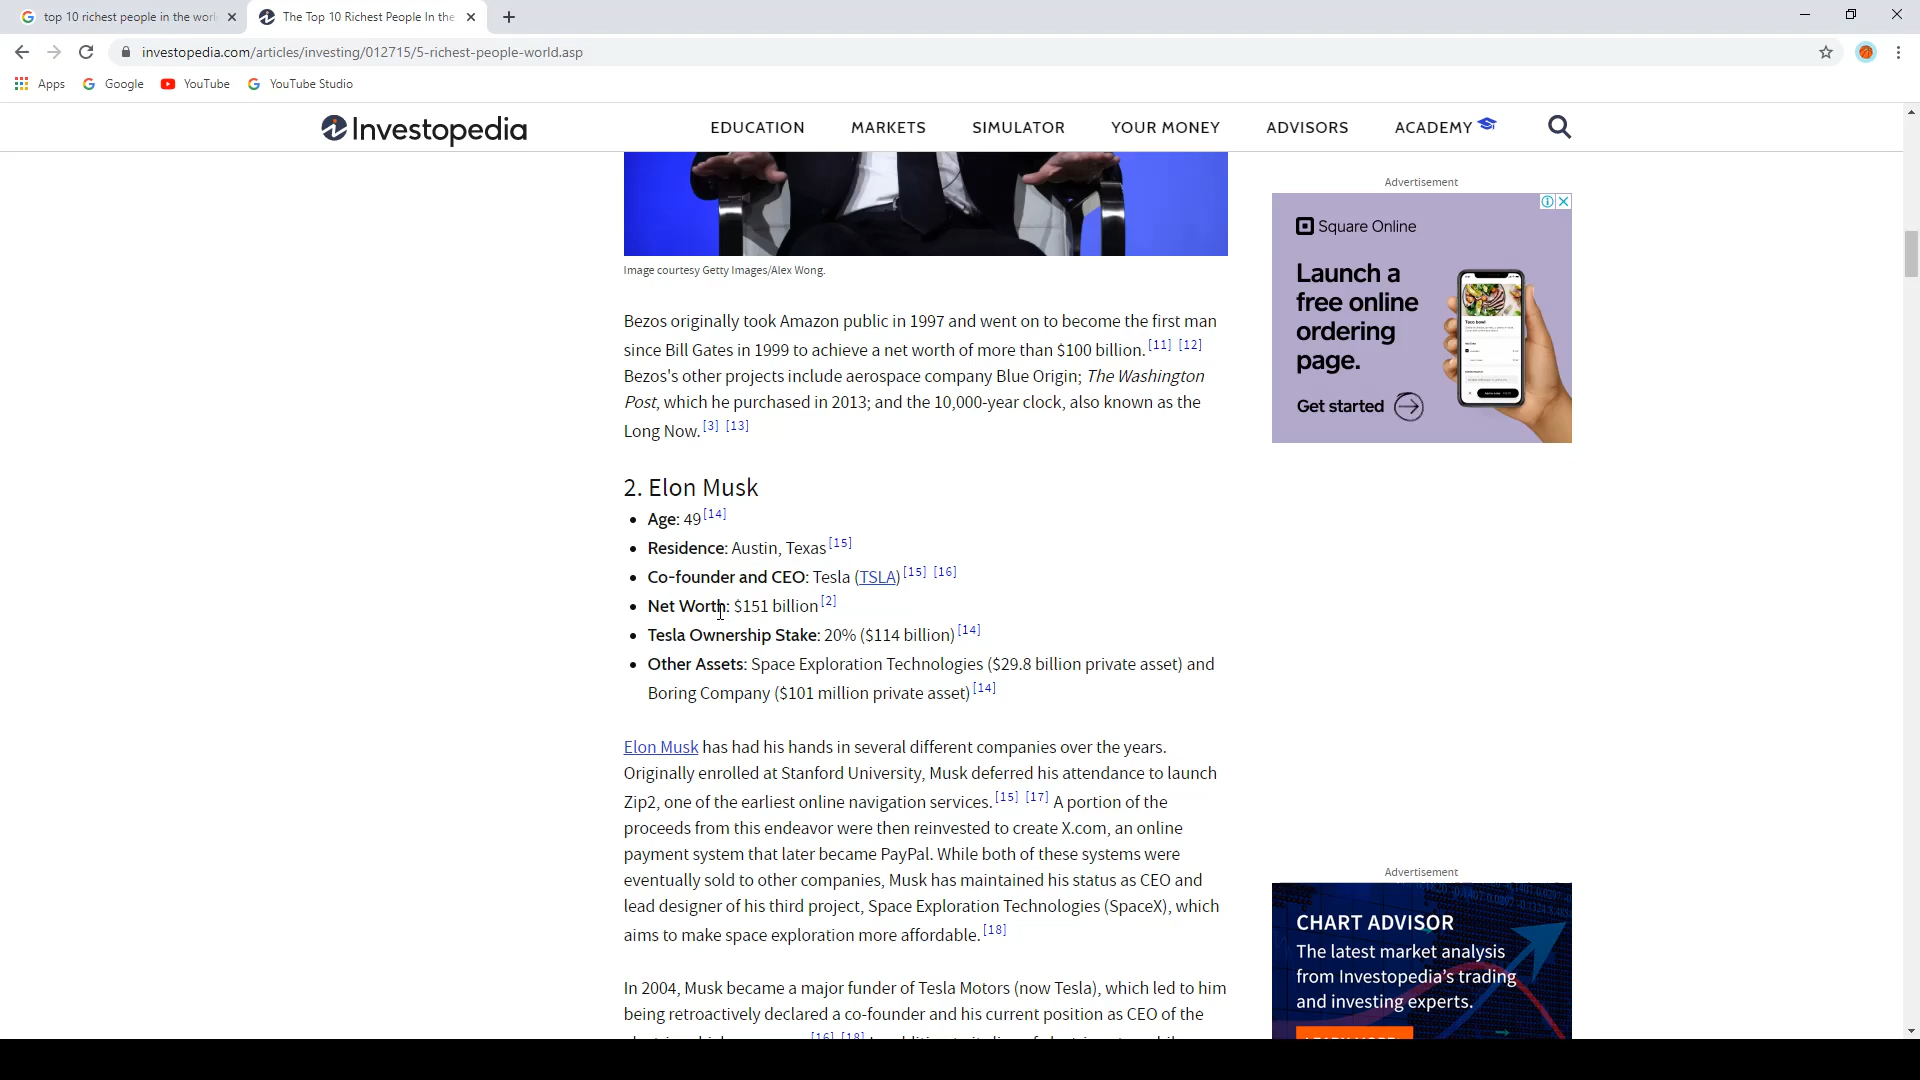 top 10 richest people in the worl
The Top 10 Richest People In the
investopedia.com/articles/investing/012715/5-richest-people-world.asp
Apps Google YouTube YouTube Studio
Investopedia EDUCATION MARKETS SIMULATOR YOUR MONEY ADVISORS ACADEMY
Image courtesy Getty Images/Alex Wong.
Bezos originally took Amazon public in 1997 and went on to become the first man
since Bill Gates in 1999 to achieve a net worth of more than $100 billion. [11] [12]
Bezos's other projects include aerospace company Blue Origin; The Washington
Post, which he purchased in 2013; and the 10,000-year clock, also known as the
Long Now. [3] [13]
2. Elon Musk
Age: 49 [14]
Residence: Austin, Texas [15]
Co-founder and CEO: Tesla (TSLA) [15] [16]
Net Worth: $151 billion [2]
Tesla Ownership Stake: 20% ($114 billion) [14]
Other Assets: Space Exploration Technologies ($29.8 billion private asset) and
Boring Company ($101 million private asset) [14]
Elon Musk has had his hands in several different companies over the years.
Originally enrolled at Stanford University, Musk deferred his attendance to launch
Zip2, one of the earliest online navigation services. [15] [17] A portion of the
proceeds from this endeavor were then reinvested to create X.com, an online
payment system that later became PayPal. While both of these systems were
eventually sold to other companies, Musk has maintained his status as CEO and
lead designer of his third project, Space Exploration Technologies (SpaceX), which
aims to make space exploration more affordable. [18]
In 2004, Musk became a major funder of Tesla Motors (now Tesla), which led to him
being retroactively declared a co-founder and his current position as CEO of the
[16] [18]
Advertisement
Square Online
Launch a
free online
ordering
page.
Get started
Advertisement
CHART ADVISOR
The latest market analysis
from Investopedia's trading
and investing experts.